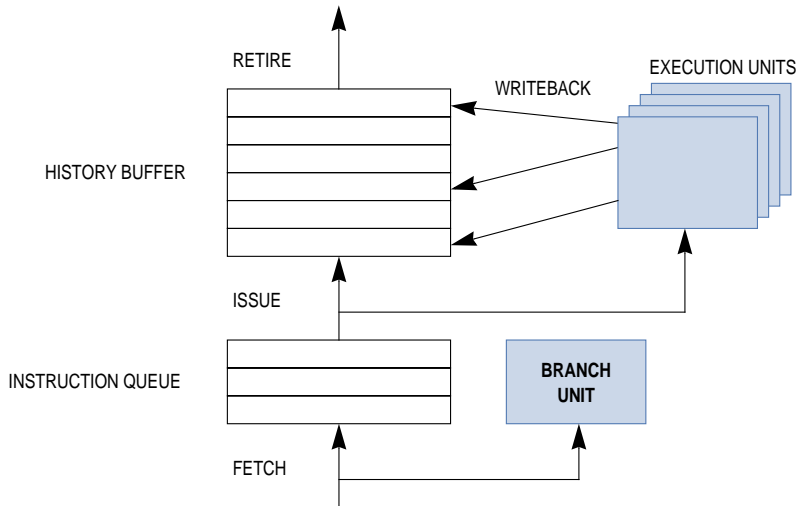 RETIRE
EXECUTION UNITS
WRITEBACK
HISTORY BUFFER
ISSUE
INSTRUCTION QUEUE
BRANCH
UNIT
FETCH